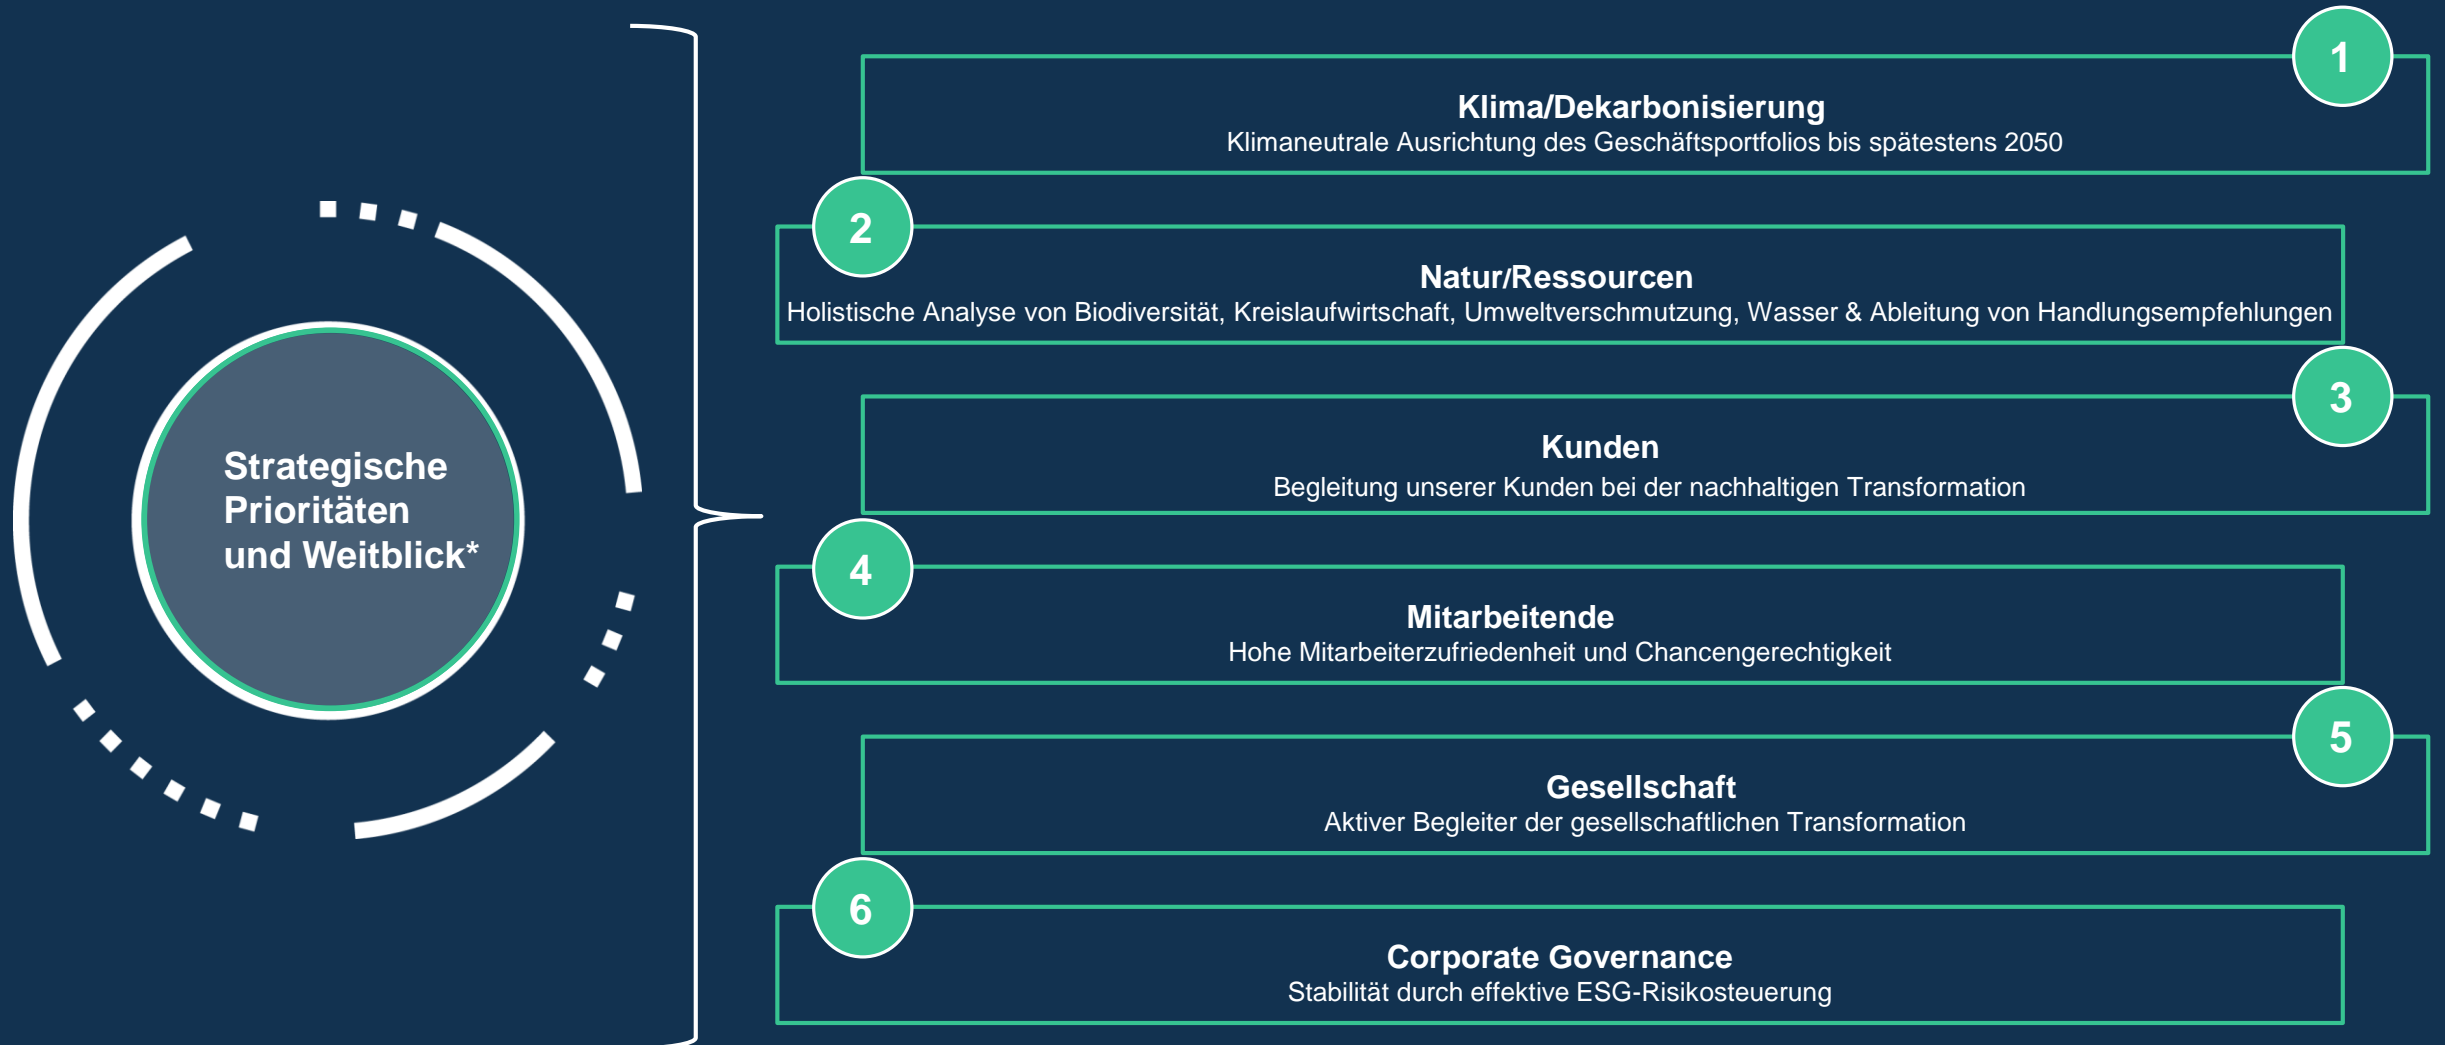 Strategische
Prioritäten
und Weitblick*
1
Klima/Dekarbonisierung
Klimaneutrale Ausrichtung des Geschäftsportfolios bis spätestens 2050
2
Natur/Ressourcen
Holistische Analyse von Biodiversität, Kreislaufwirtschaft, Umweltverschmutzung, Wasser & Ableitung von Handlungsempfehlungen
3
Kunden
Begleitung unserer Kunden bei der nachhaltigen Transformation
4
Mitarbeitende
Hohe Mitarbeiterzufriedenheit und Chancengerechtigkeit
5
Gesellschaft
Aktiver Begleiter der gesellschaftlichen Transformation
6
Corporate Governance
Stabilität durch effektive ESG-Risikosteuerung